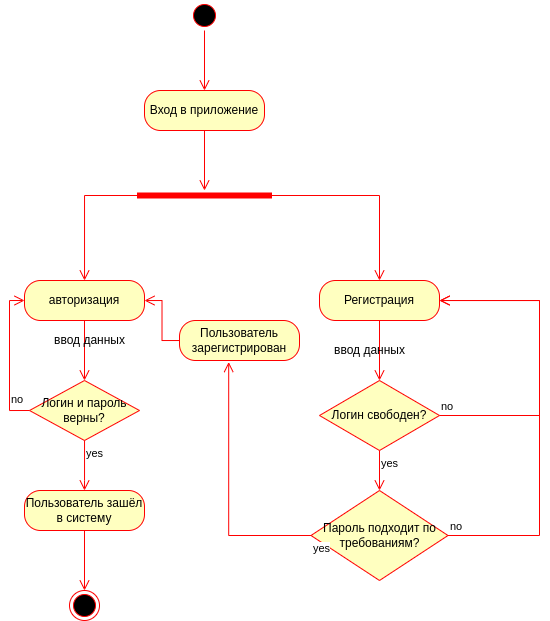 Вход в приложение
авторизация
Регистрация
Пользователь
зарегистрирован
ввод данных
ввод данных
no
Логин и пароль
верны?
no
Логин свободен?
yes
yes
Пользователь зашёл
в систему
Пароль подходит по
требованиям?
no
yes